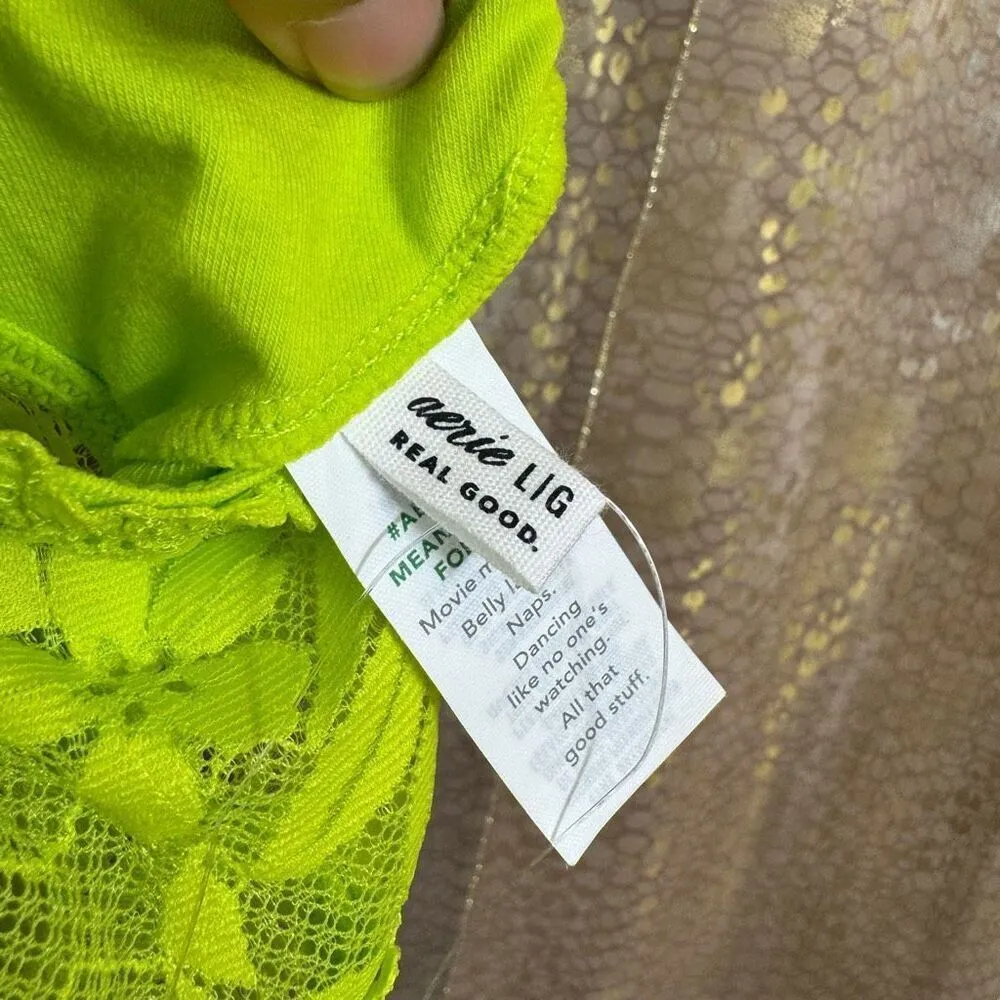 aerie L/G
REAL GOOD.
Movie
Belly
Naps.
Dancing
like no one's
watching.
All that
good stuff.